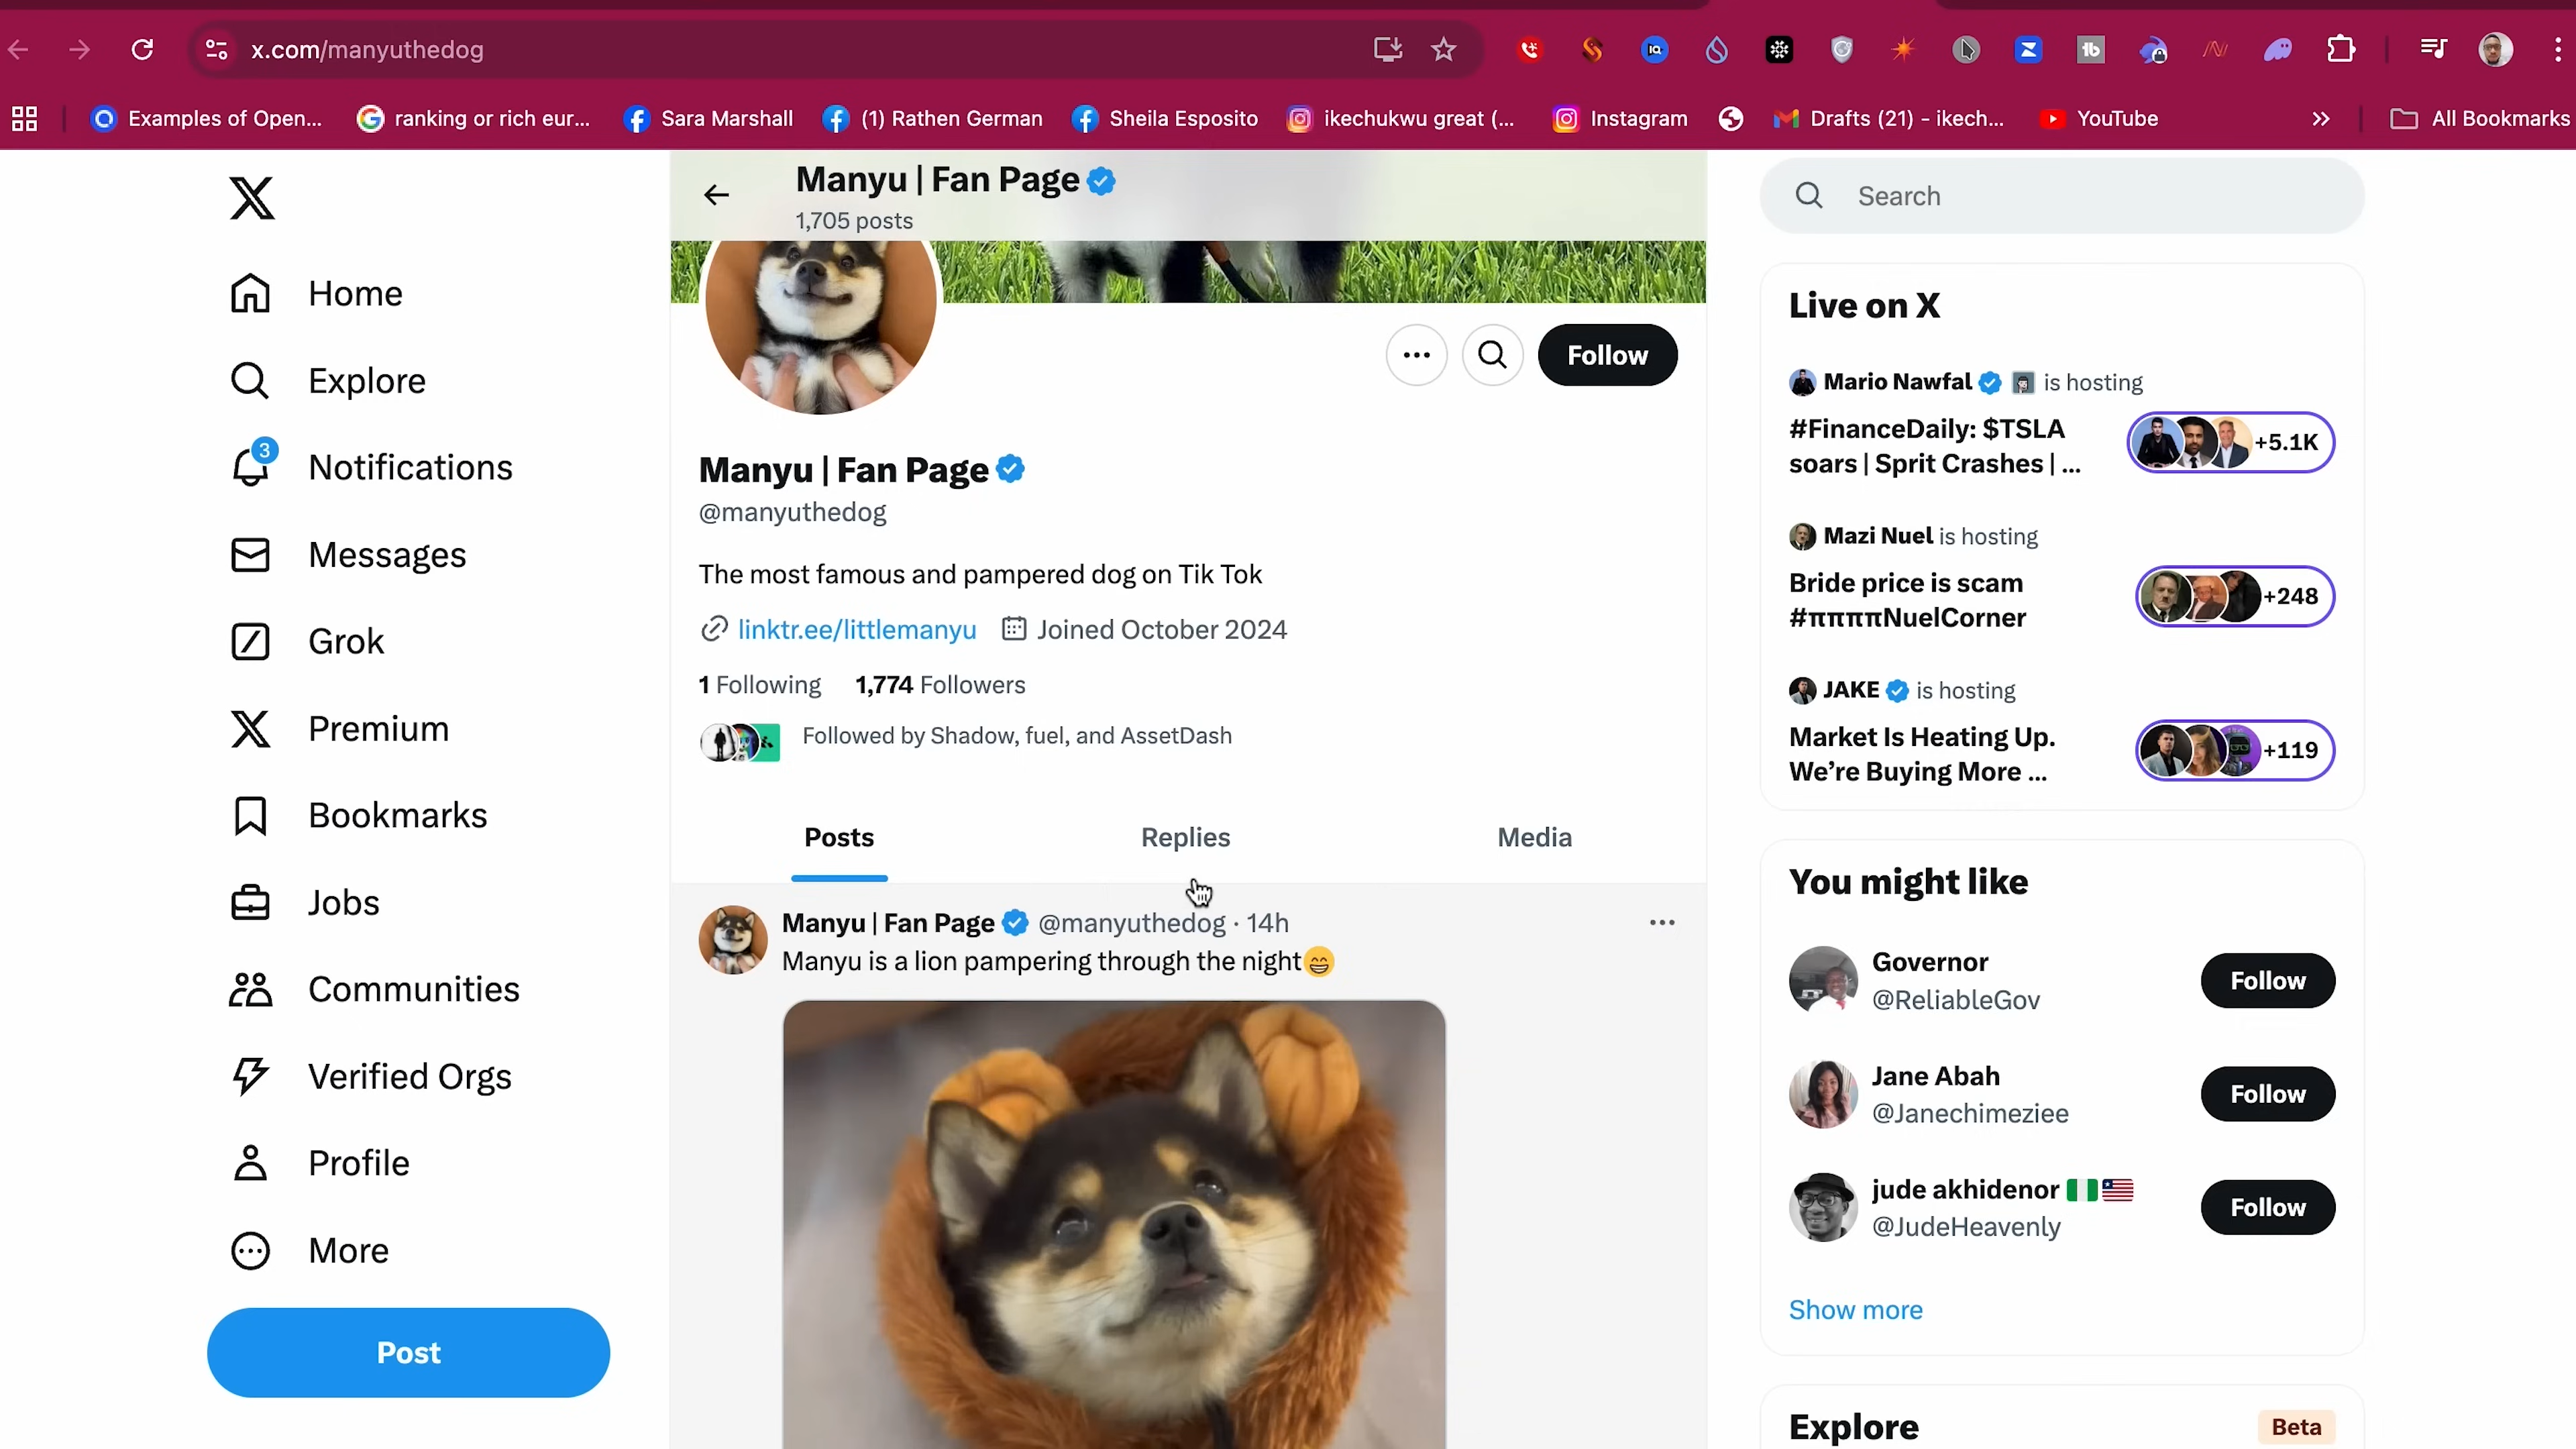 x.com/manyuthedog
Examples of Open...
ranking or rich eur...
Sara Marshall
(1) Rathen German
Sheila Esposito
ikechukwu great (...
Instagram
Drafts (21) - ikech...
YouTube
All Bookmarks
Home
Explore
3
Notifications
Messages
Grok
Premium
Bookmarks
Jobs
Communities
Verified Orgs
Profile
More
Post
Manyu | Fan Page
1,705 posts
Follow
Manyu | Fan Page
@manyuthedog
The most famous and pampered dog on Tik Tok
linktr.ee/littlemanyu Joined October 2024
1 Following 1,774 Followers
Followed by Shadow, fuel, and AssetDash
Posts Replies Media
Manyu | Fan Page @manyuthedog · 14h
Manyu is a lion pampering through the night😁
Search
Live on X
Mario Nawfal is hosting
#FinanceDaily: $TSLA
soars | Sprit Crashes | ...
+5.1K
Mazi Nuel is hosting
Bride price is scam
#ππππNuelCorner
+248
JAKE is hosting
Market Is Heating Up.
We’re Buying More ...
+119
You might like
Governor
@ReliableGov
Follow
Jane Abah
@Janechimeziee
Follow
jude akhidenor 🇳🇬🇱🇷
@JudeHeavenly
Follow
Show more
Explore
Beta